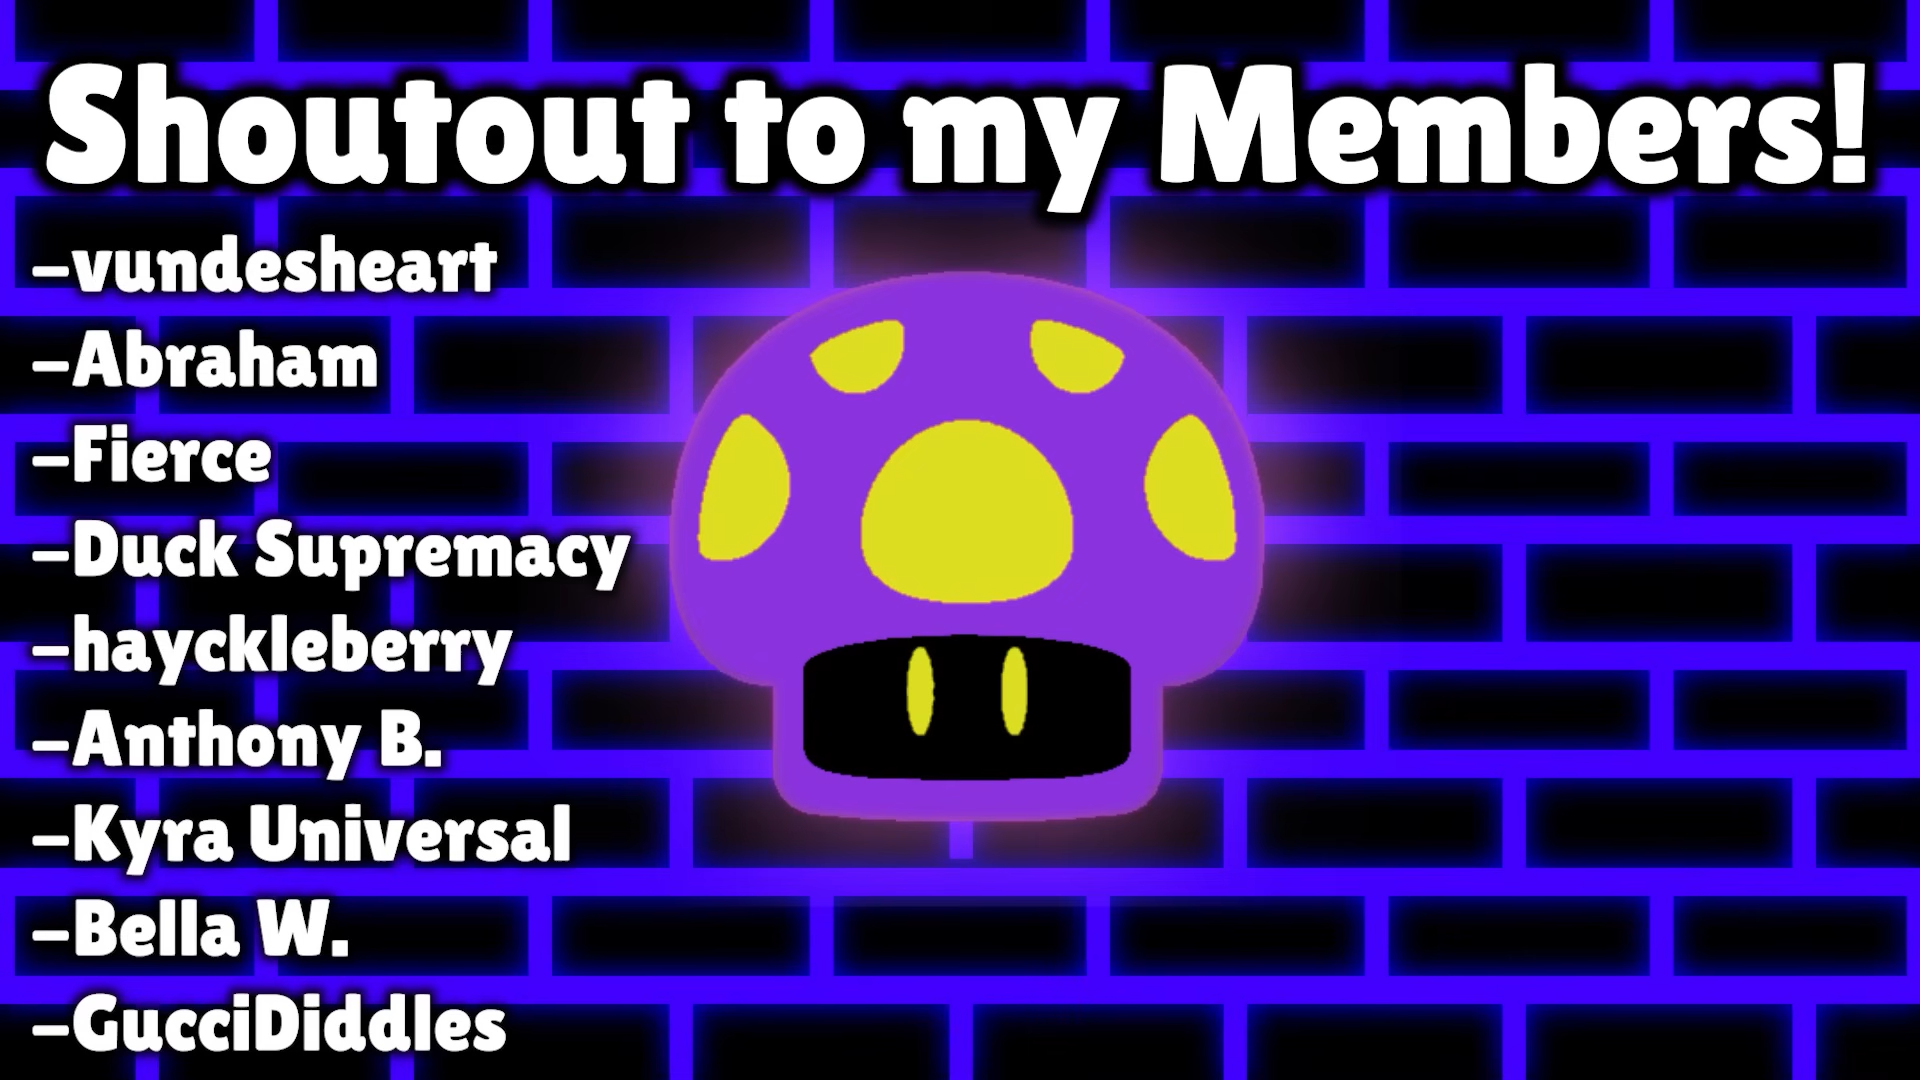 Shoutout to my Members!
-vundesheart
-Abraham
-Fierce
-Duck Supremacy
-hayckleberry
-Anthony B.
-Kyra Universal
-Bella W.
-GucciDiddles